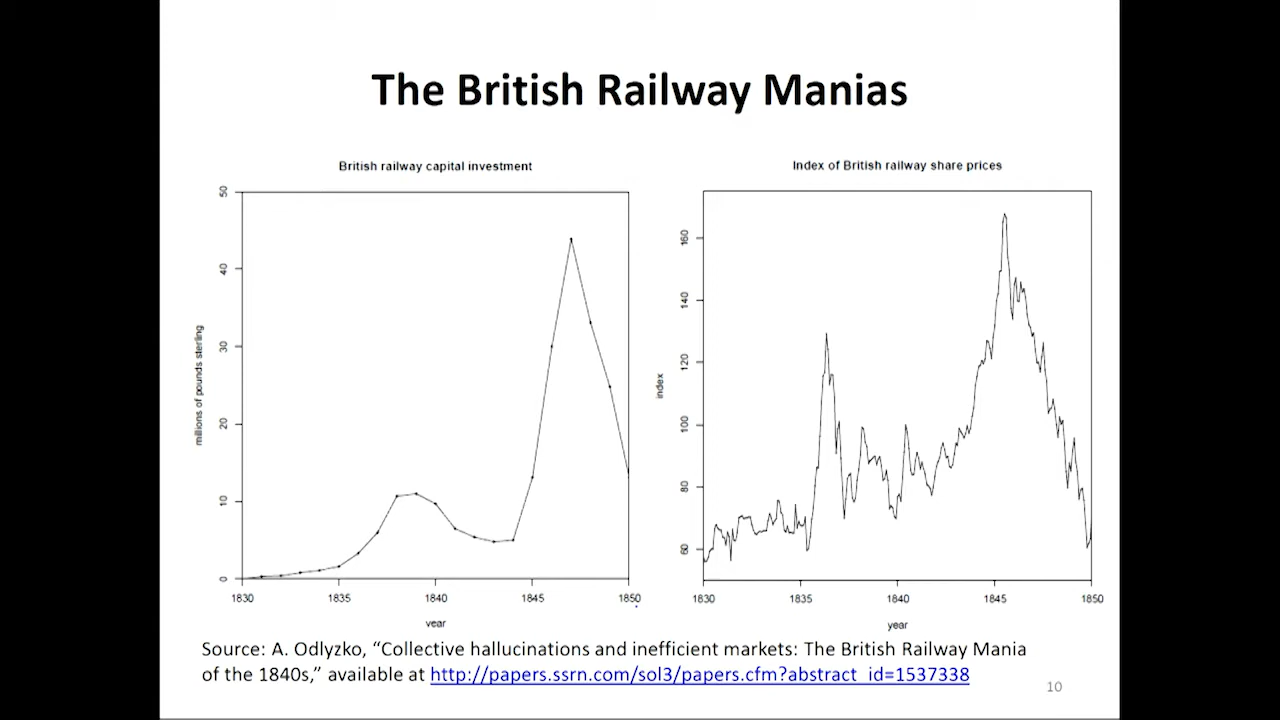 The British Railway Manias
British railway capital investment
millions of pounds sterling
50
40
30
20
10
0
1830
1835
1840
1845
1850
year
Index of British railway share prices
index
160
140
120
100
80
60
1830
1835
1840
1845
1850
year
Source: A. Odlyzko, “Collective hallucinations and inefficient markets: The British Railway Mania
of the 1840s,” available at http://papers.ssrn.com/sol3/papers.cfm?abstract_id=1537338
10